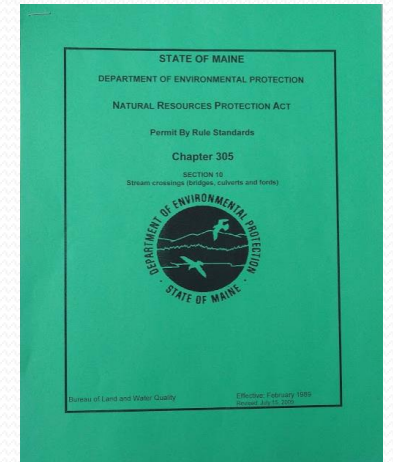 STATE OF MAINE
DEPARTMENT OF ENVIRONMENTAL PROTECTION
NATURAL RESOURCES PROTECTION ACT
Permit By Rule Standards
Chapter 305
SECTION 10
Stream crossings (bridges, culverts and fords)
DEPARTMENT OF ENVIRONMENTAL PROTECTION
STATE OF MAINE
Bureau of Land and Water Quality
Effective: February
Revised: July